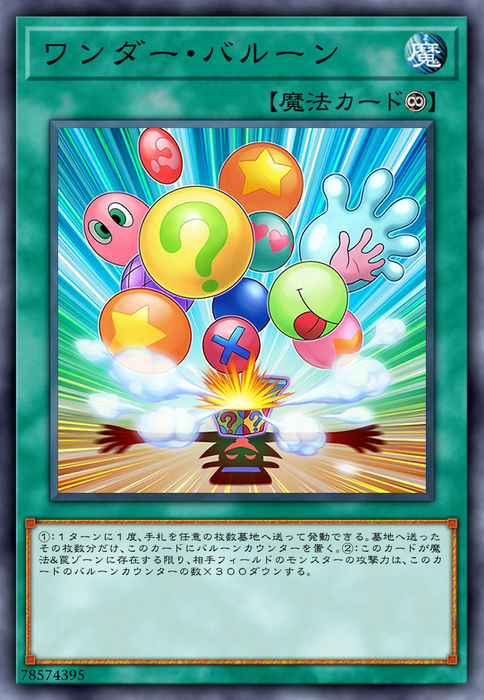 ワンダー・バルーン
魔
【魔法カード♾】
?
?
?
①:1ターンに1度、手札を任意の枚数墓地へ送って発動できる。墓地へ送った
その枚数分だけ、このカードにバルーンカウンターを置く。②:このカードが魔
法&罠ゾーンに存在する限り、相手フィールドのモンスターの攻撃力は、このカ
ードのバルーンカウンターの数×300ダウンする。
78574395